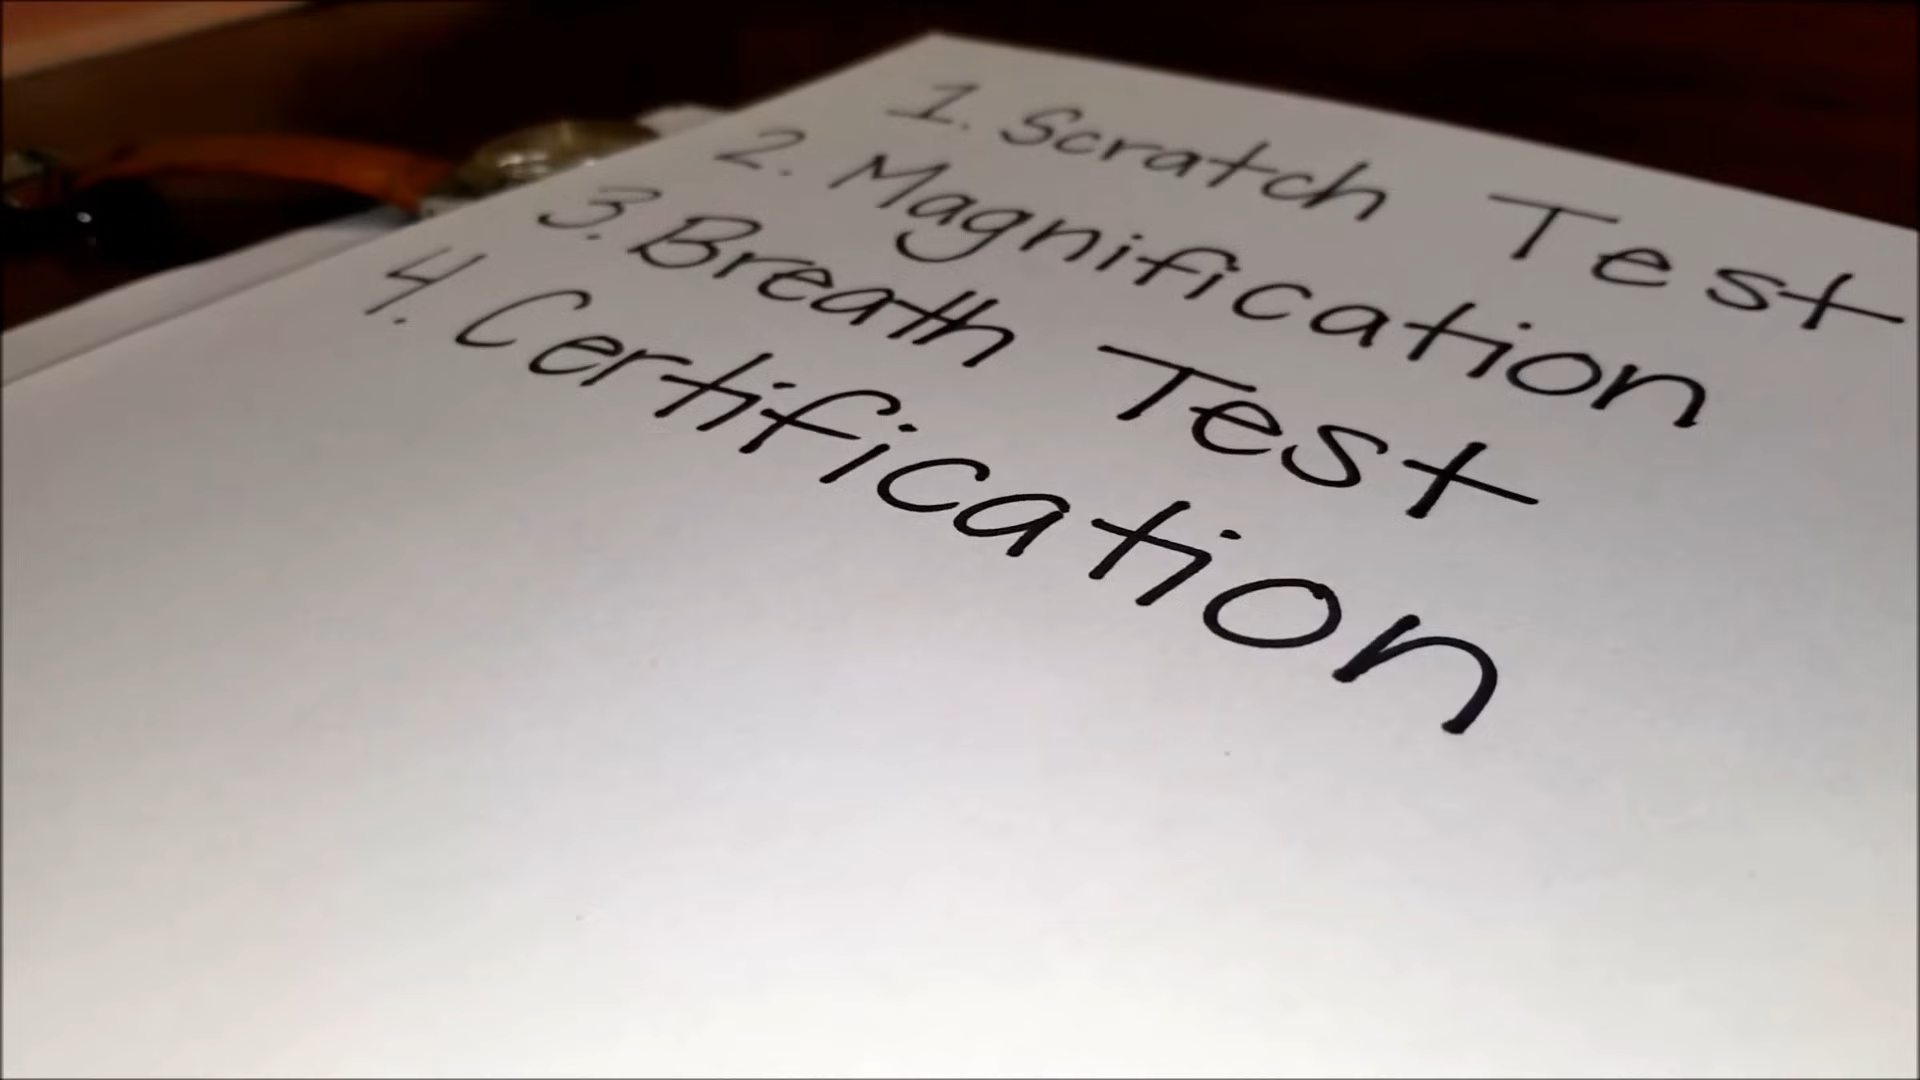 1. Scratch Test
2. Magnification
3. Breath Test
4. Certification